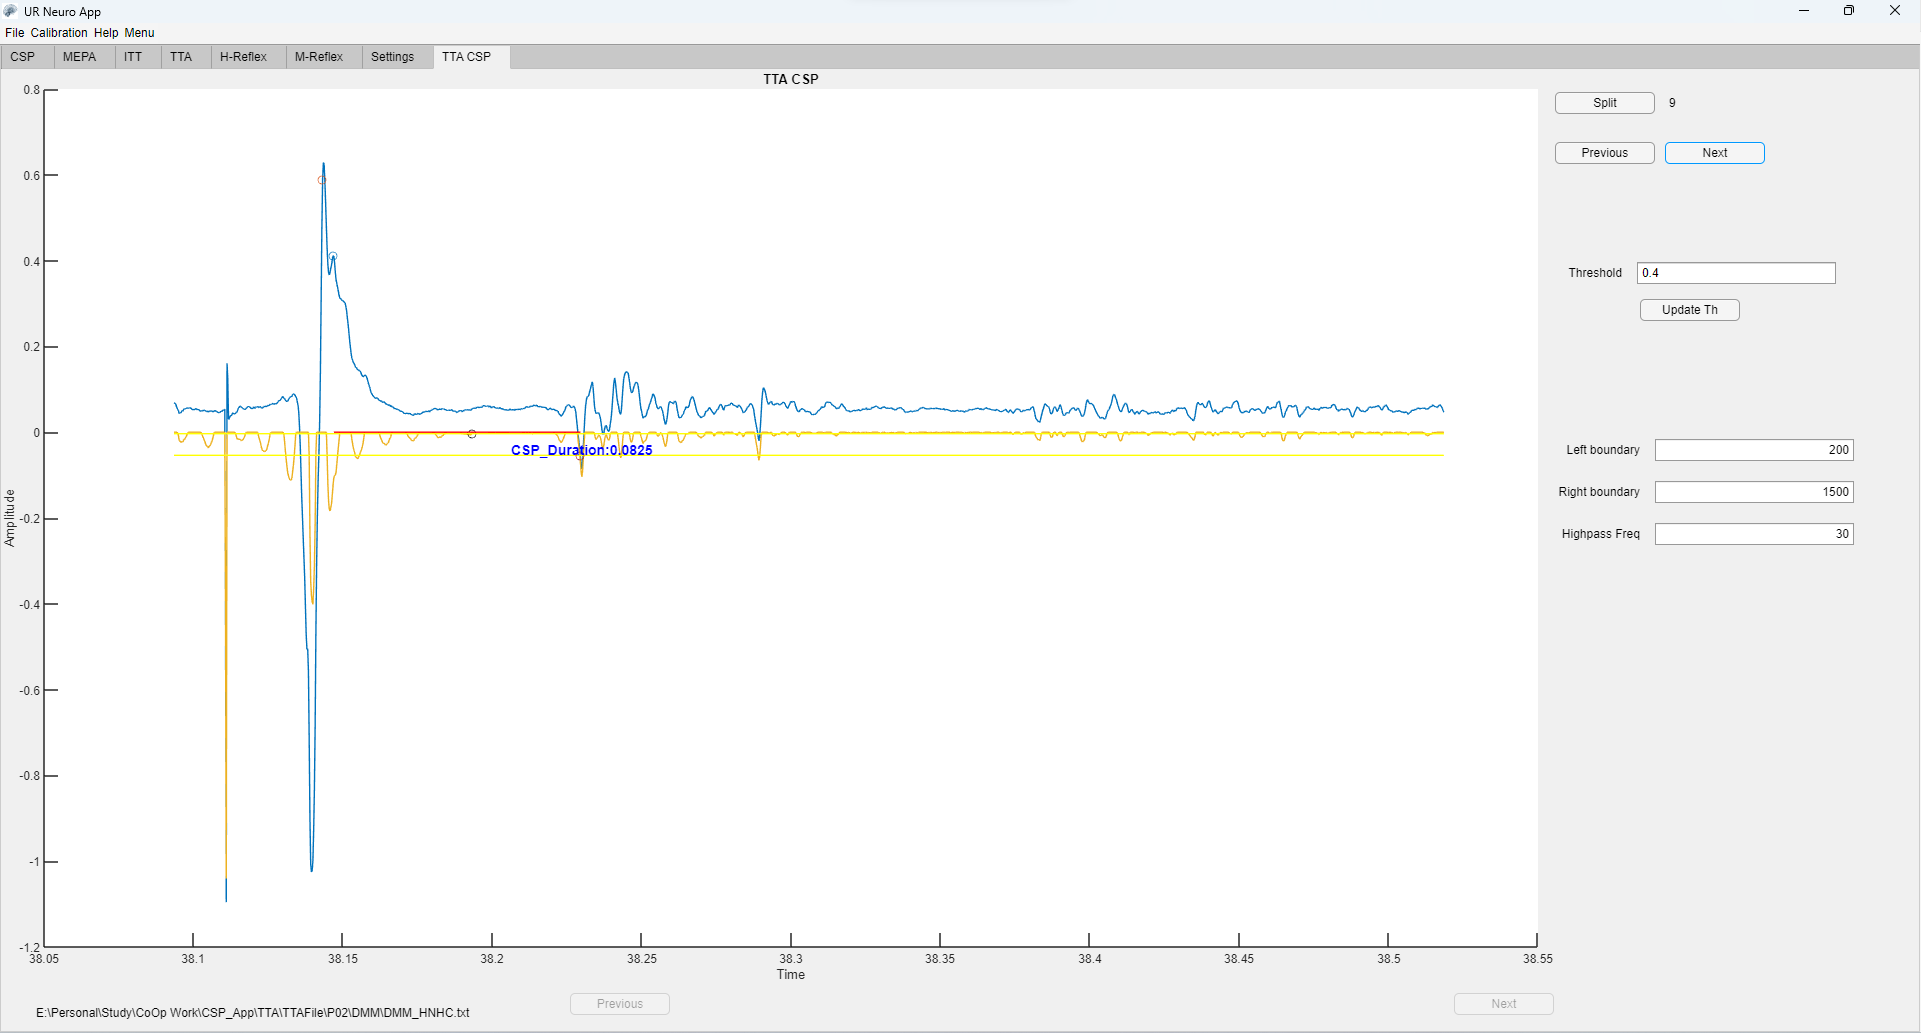 UR Neuro App
File Calibration Help Menu
CSP MEPA ITT TTA H-Reflex M-Reflex Settings TTA CSP
TTA CSP
Split 9
Previous Next
Threshold 0.4
Update Th
Left boundary 200
Right boundary 1500
Highpass Freq 30
0.8
0.6
0.4
0.2
0
-0.2
-0.4
-0.6
-0.8
-1
-1.2
Amplitude
CSP_Duration:0.0825
38.05 38.1 38.15 38.2 38.25 38.3 38.35 38.4 38.45 38.5 38.55
Time
Previous Next
E:\Personal\Study\CoOp Work\CSP_App\TTA\TTAFile\P02\DMM\DMM_HNHC.txt